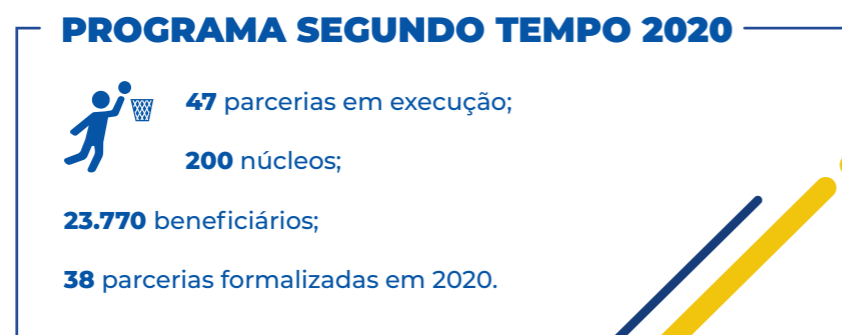 PROGRAMA SEGUNDO TEMPO 2020
47 parcerias em execução;
200 núcleos;
23.770 beneficiários;
38 parcerias formalizadas em 2020.